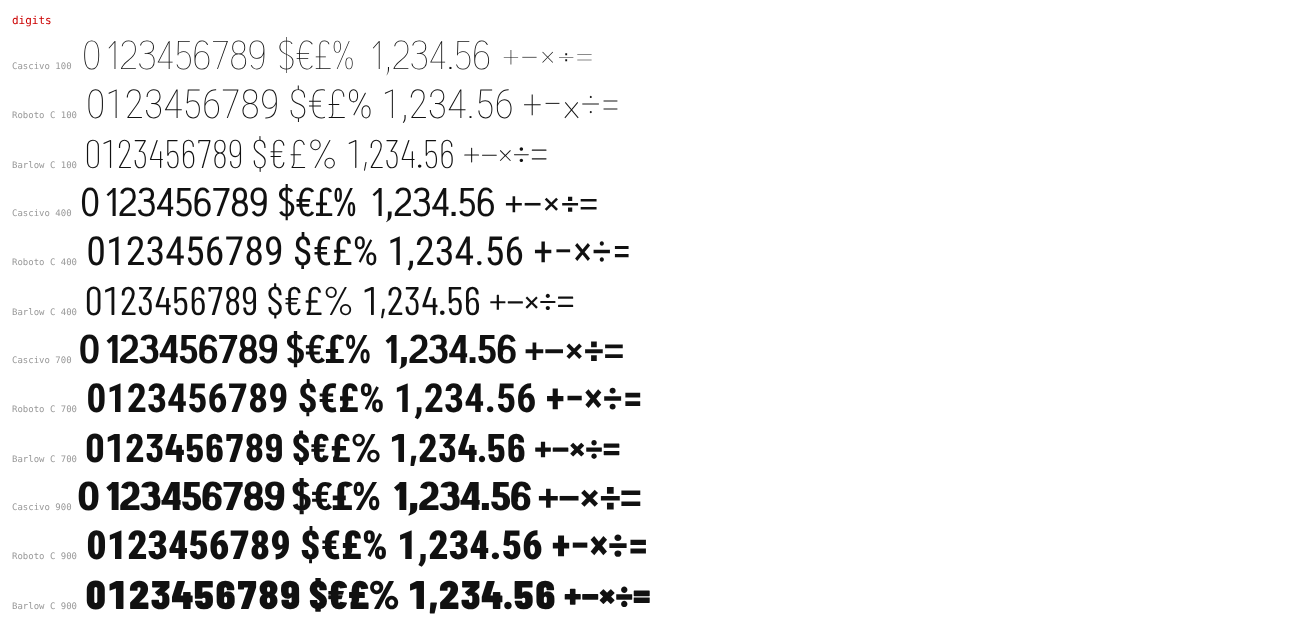 digits
Cascivo 100 0123456789 $€£% 1,234.56 +−×÷=
Roboto C 100 0123456789 $€£% 1,234.56 +−×÷=
Barlow C 100 0123456789 $€£% 1,234.56 +−×÷=
Cascivo 400 0123456789 $€£% 1,234.56 +−×÷=
Roboto C 400 0123456789 $€£% 1,234.56 +−×÷=
Barlow C 400 0123456789 $€£% 1,234.56 +−×÷=
Cascivo 700 0123456789 $€£% 1,234.56 +−×÷=
Roboto C 700 0123456789 $€£% 1,234.56 +−×÷=
Barlow C 700 0123456789 $€£% 1,234.56 +−×÷=
Cascivo 900 0123456789 $€£% 1,234.56 +−×÷=
Roboto C 900 0123456789 $€£% 1,234.56 +−×÷=
Barlow C 900 0123456789 $€£% 1,234.56 +−×÷=